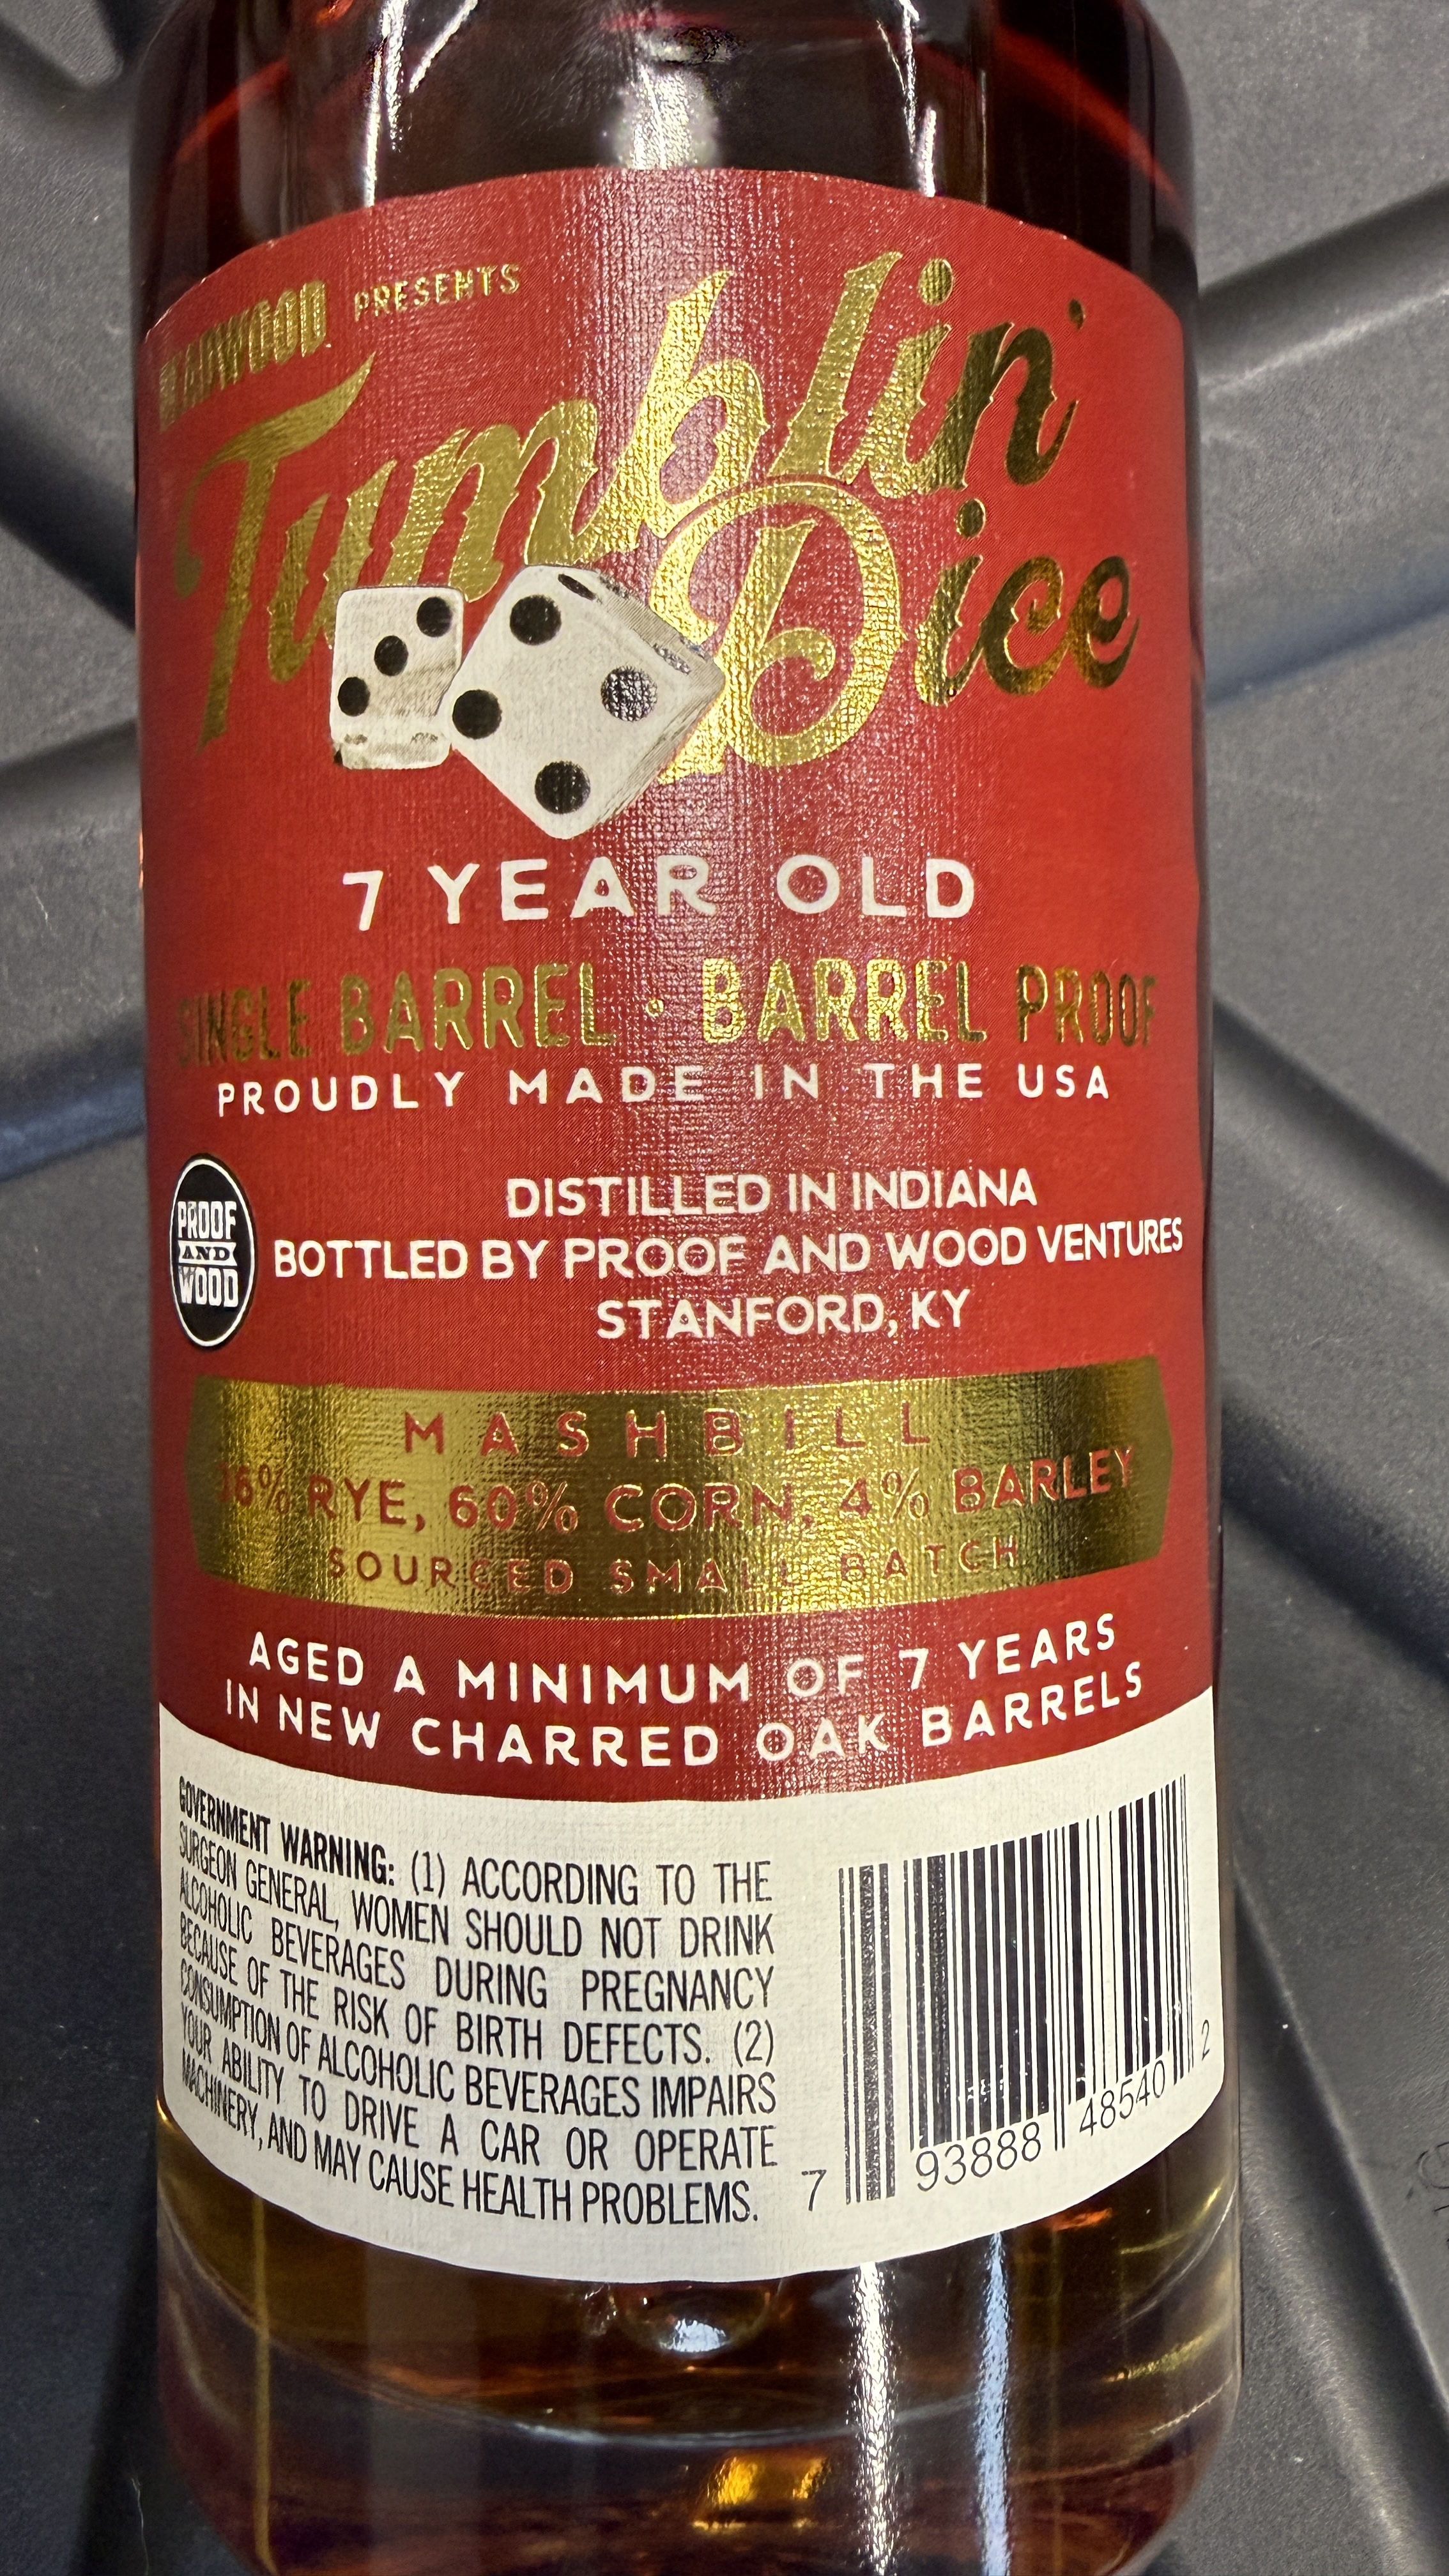 DEADWOOD PRESENTS
Tumblin'
Dice
7 YEAR OLD
SINGLE BARREL • BARREL PROOF
PROUDLY MADE IN THE USA
PROOF
AND
WOOD
DISTILLED IN INDIANA
BOTTLED BY PROOF AND WOOD VENTURES
STANFORD, KY
MASHBILL
36% RYE, 60% CORN, 4% BARLEY
SOURCED SMALL BATCH
AGED A MINIMUM OF 7 YEARS
IN NEW CHARRED OAK BARRELS
GOVERNMENT WARNING: (1) ACCORDING TO THE
SURGEON GENERAL, WOMEN SHOULD NOT DRINK
ALCOHOLIC BEVERAGES DURING PREGNANCY
BECAUSE OF THE RISK OF BIRTH DEFECTS. (2)
CONSUMPTION OF ALCOHOLIC BEVERAGES IMPAIRS
YOUR ABILITY TO DRIVE A CAR OR OPERATE
MACHINERY, AND MAY CAUSE HEALTH PROBLEMS.
7 93888 48540 2